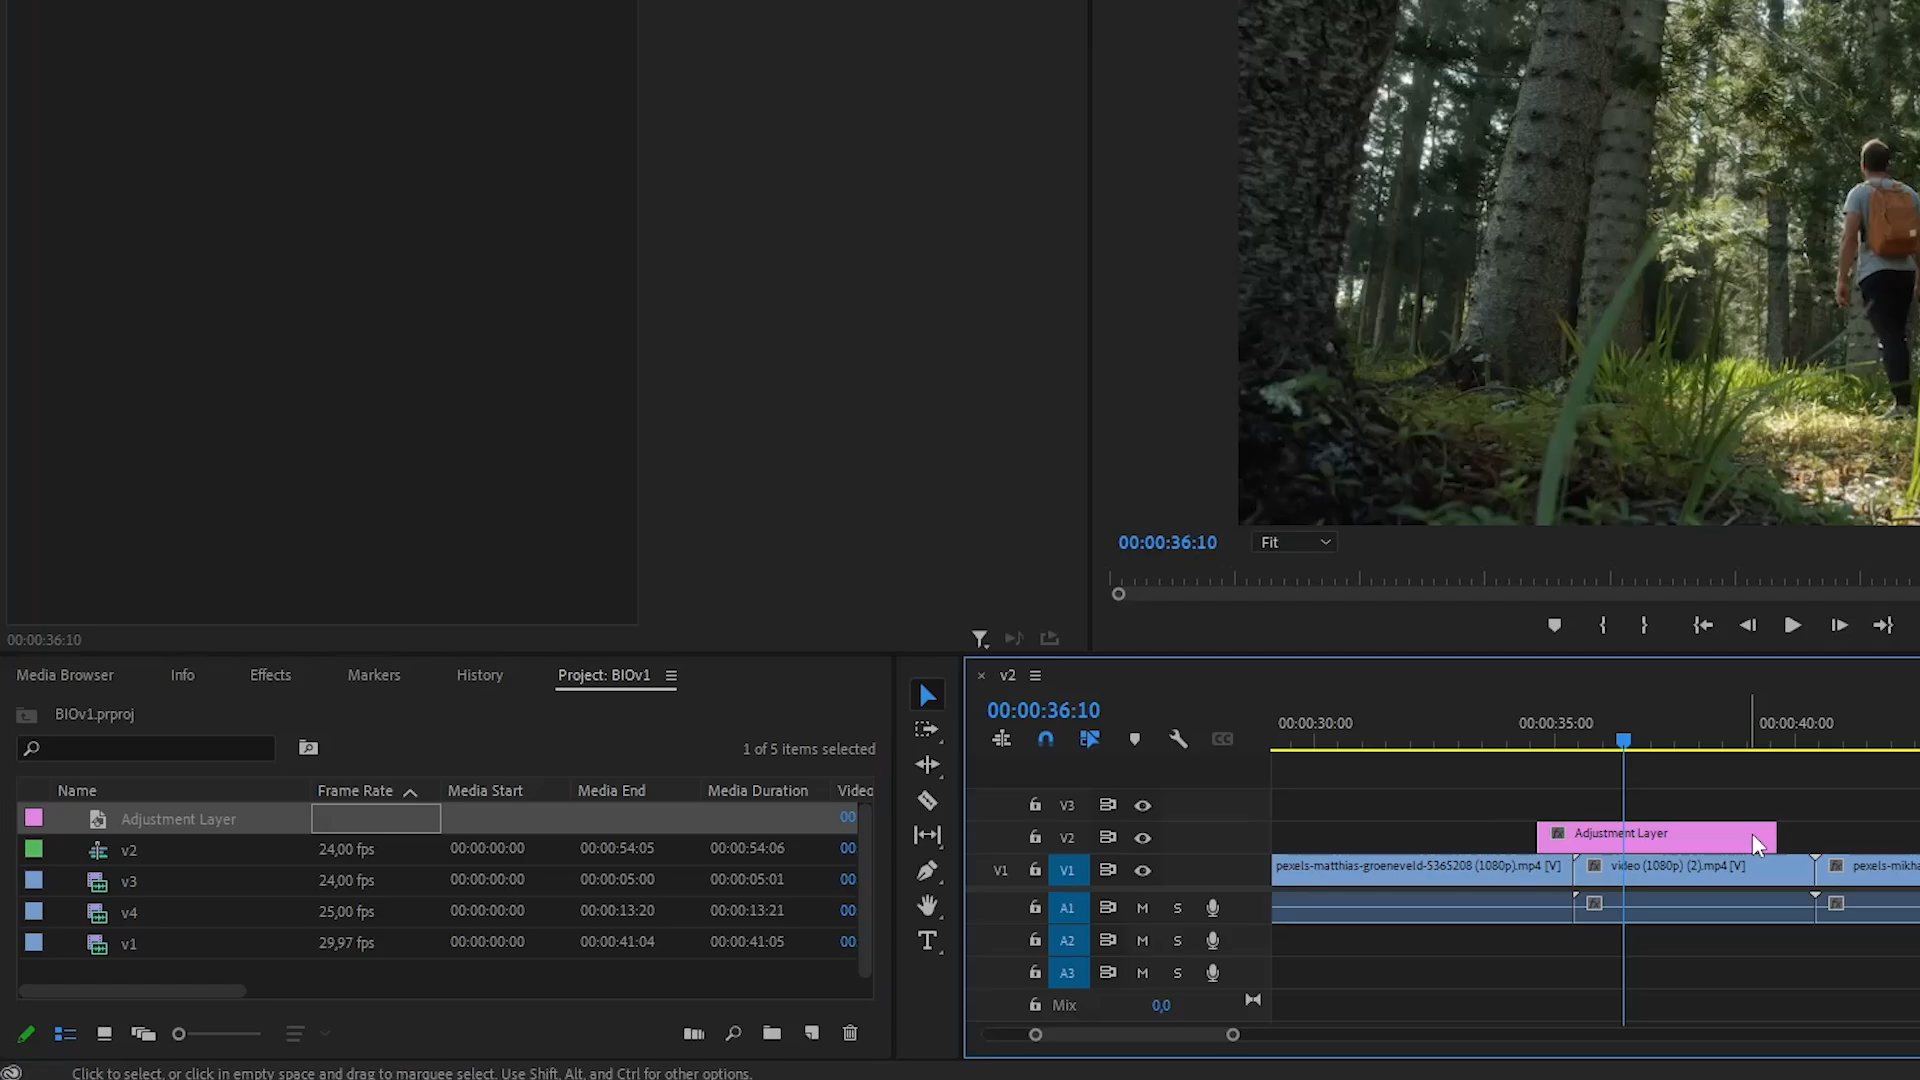 00:00:36:10
Fit
00:00:36:10
Media Browser
Info
Effects
Markers
History
Project: BIOv1
BIOv1.prproj
1 of 5 items selected
Name
Frame Rate
Media Start
Media End
Media Duration
Video
Adjustment Layer
00
v2
24,00 fps
00:00:00:00
00:00:54:05
00:00:54:06
00
v3
24,00 fps
00:00:00:00
00:00:05:00
00:00:05:01
00
v4
25,00 fps
00:00:00:00
00:00:13:20
00:00:13:21
00
v1
29,97 fps
00:00:00:00
00:00:41:04
00:00:41:05
00
T
v2
00:00:36:10
00:00:30:00
00:00:35:00
00:00:40:00
CC
V3
V2
Adjustment Layer
V1
V1
pexels-matthias-groeneveld-5365208 (1080p).mp4 [V]
video (1080p) (2).mp4 [V]
pexels-mikha
A1
M
S
A2
M
S
A3
M
S
Mix
0,0
Click to select, or click in empty space and drag to marquee select. Use Shift, Alt, and Ctrl for other options.